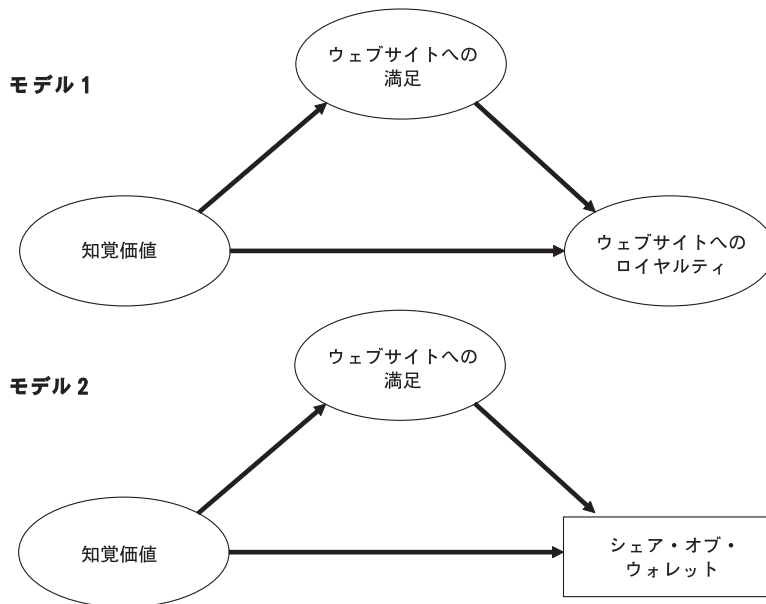 モデル1
ウェブサイトへの
満足
知覚価値
ウェブサイトへの
ロイヤルティ
モデル2
ウェブサイトへの
満足
知覚価値
シェア・オブ・
ウォレット